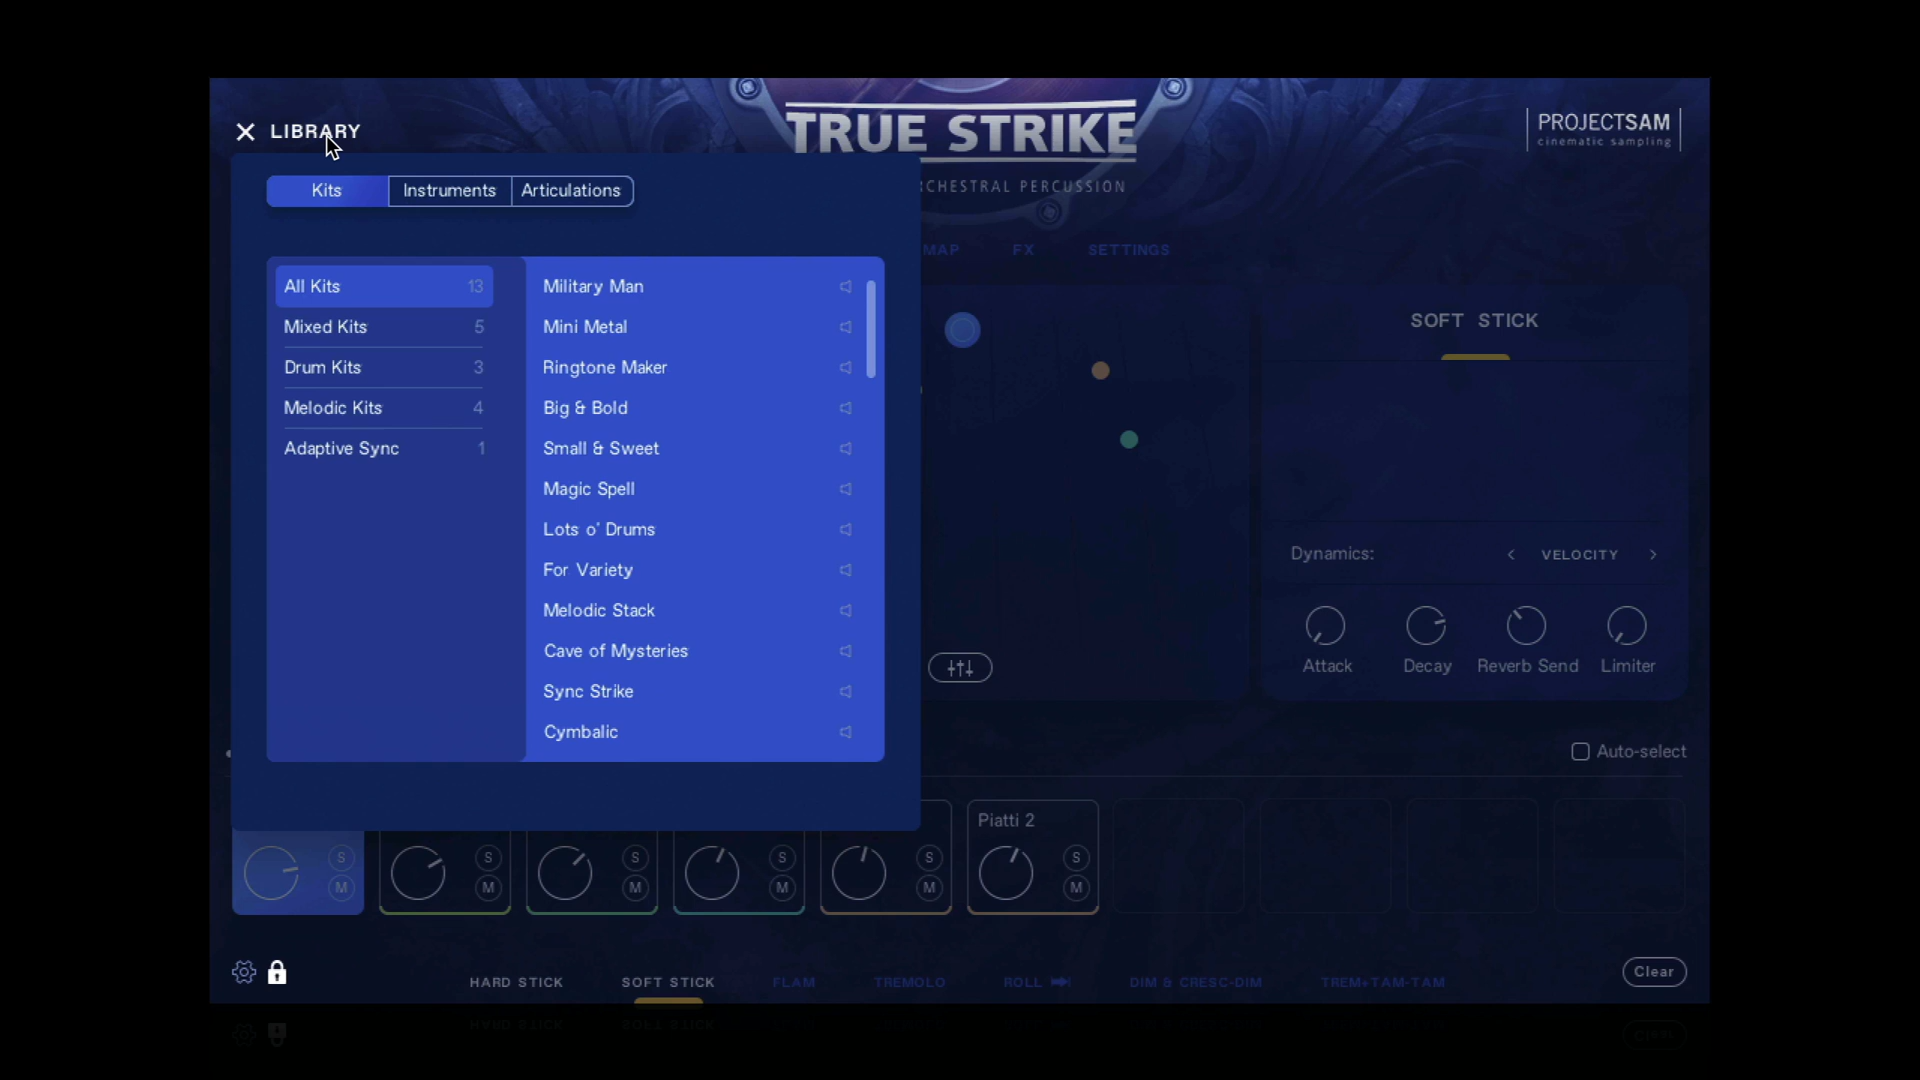 LIBRARY
TRUE STRIKE
PROJECTSAM
cinematic sampling
Kits
Instruments
Articulations
CHESTRAL PERCUSSION
MAP
FX
SETTINGS
All Kits 13
Mixed Kits 5
Drum Kits 3
Melodic Kits 4
Adaptive Sync 1
Military Man
Mini Metal
Ringtone Maker
Big & Bold
Small & Sweet
Magic Spell
Lots o' Drums
For Variety
Melodic Stack
Cave of Mysteries
Sync Strike
Cymbalic
SOFT STICK
Dynamics: < VELOCITY >
Attack
Decay
Reverb Send
Limiter
Auto-select
Piatti 2
S S S S S S
M M M M M M
HARD STICK
SOFT STICK
FLAM
TREMOLO
ROLL
DIM & CRESC-DIM
TREM+TAM-TAM
Clear